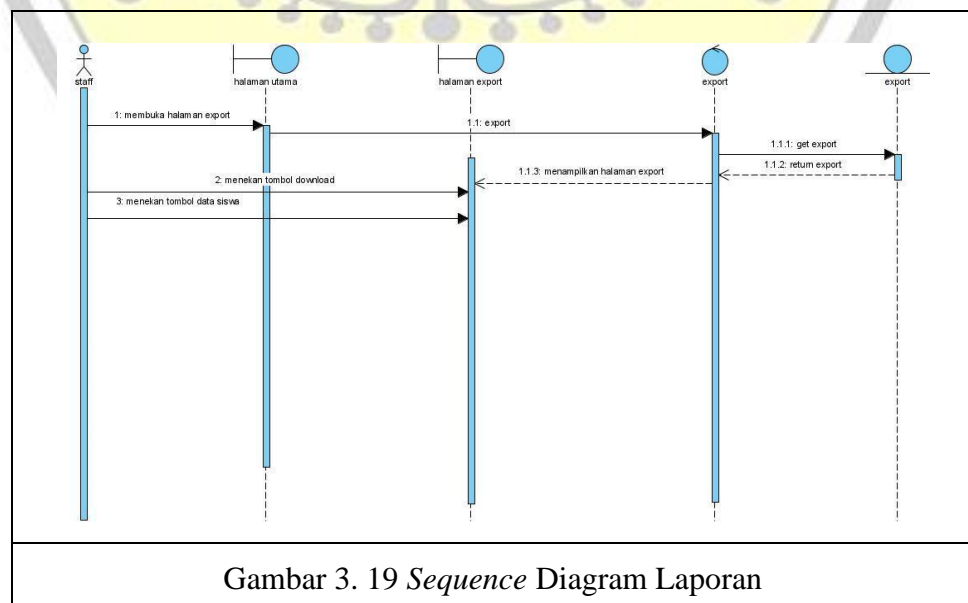 staff
halaman utama
halaman export
export
export
1: membuka halaman export
1.1: export
1.1.1: get export
1.1.2: return export
1.1.3: menampilkan halaman export
2: menekan tombol download
3: menekan tombol data siswa
Gambar 3. 19 Sequence Diagram Laporan